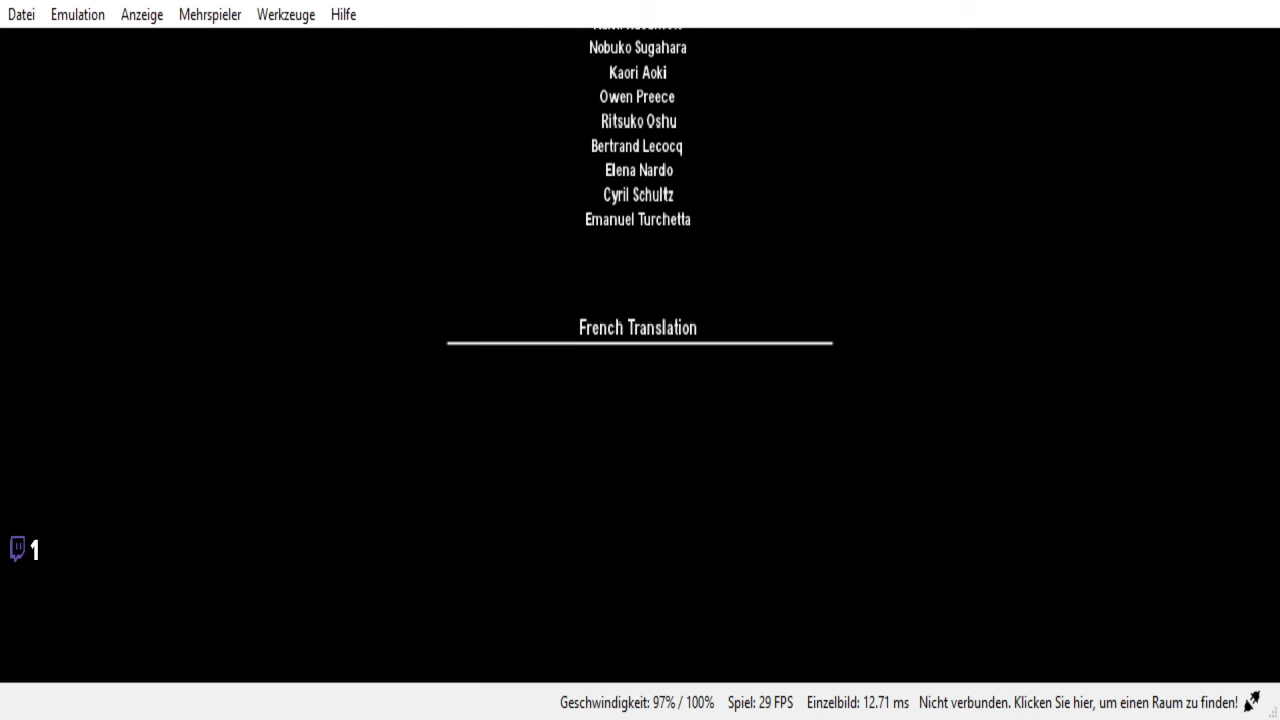 Datei Emulation Anzeige Mehrspieler Werkzeuge Hilfe
Nobuko Sugahara
Kaori Aoki
Owen Preece
Ritsuko Oshu
Bertrand Lecocq
Elena Nardo
Cyril Schultz
Emanuel Turchetta
French Translation
1
Geschwindigkeit: 97% / 100% Spiel: 29 FPS Einzelbild: 12.71 ms Nicht verbunden. Klicken Sie hier, um einen Raum zu finden!